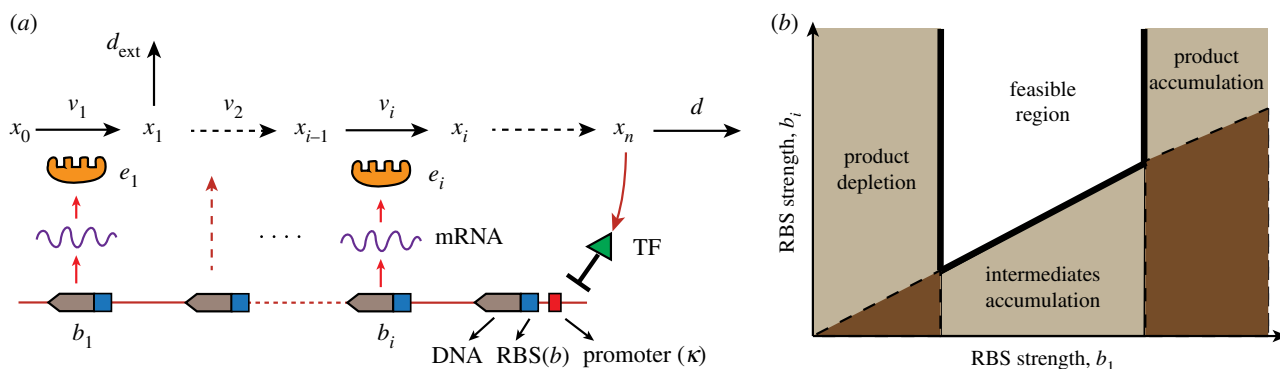 (a)
d_ext
v_1 v_2 v_i d
x_0 x_1 x_{i–1} x_i x_n
e_1 e_i
mRNA TF
b_1 b_i
DNA RBS(b) promoter (κ)
(b)
product
accumulation
feasible
region
product
depletion
intermediates
accumulation
RBS strength, b_i
RBS strength, b_1